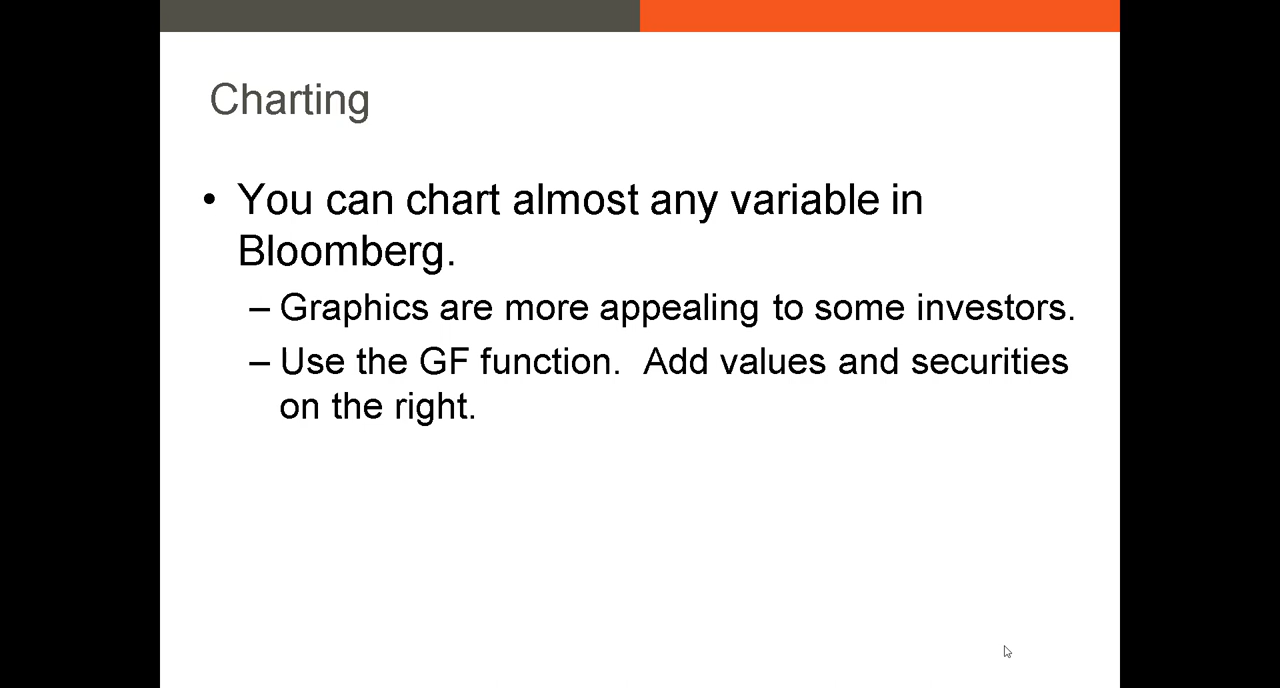 Charting
• You can chart almost any variable in
Bloomberg.
– Graphics are more appealing to some investors.
– Use the GF function.  Add values and securities
on the right.